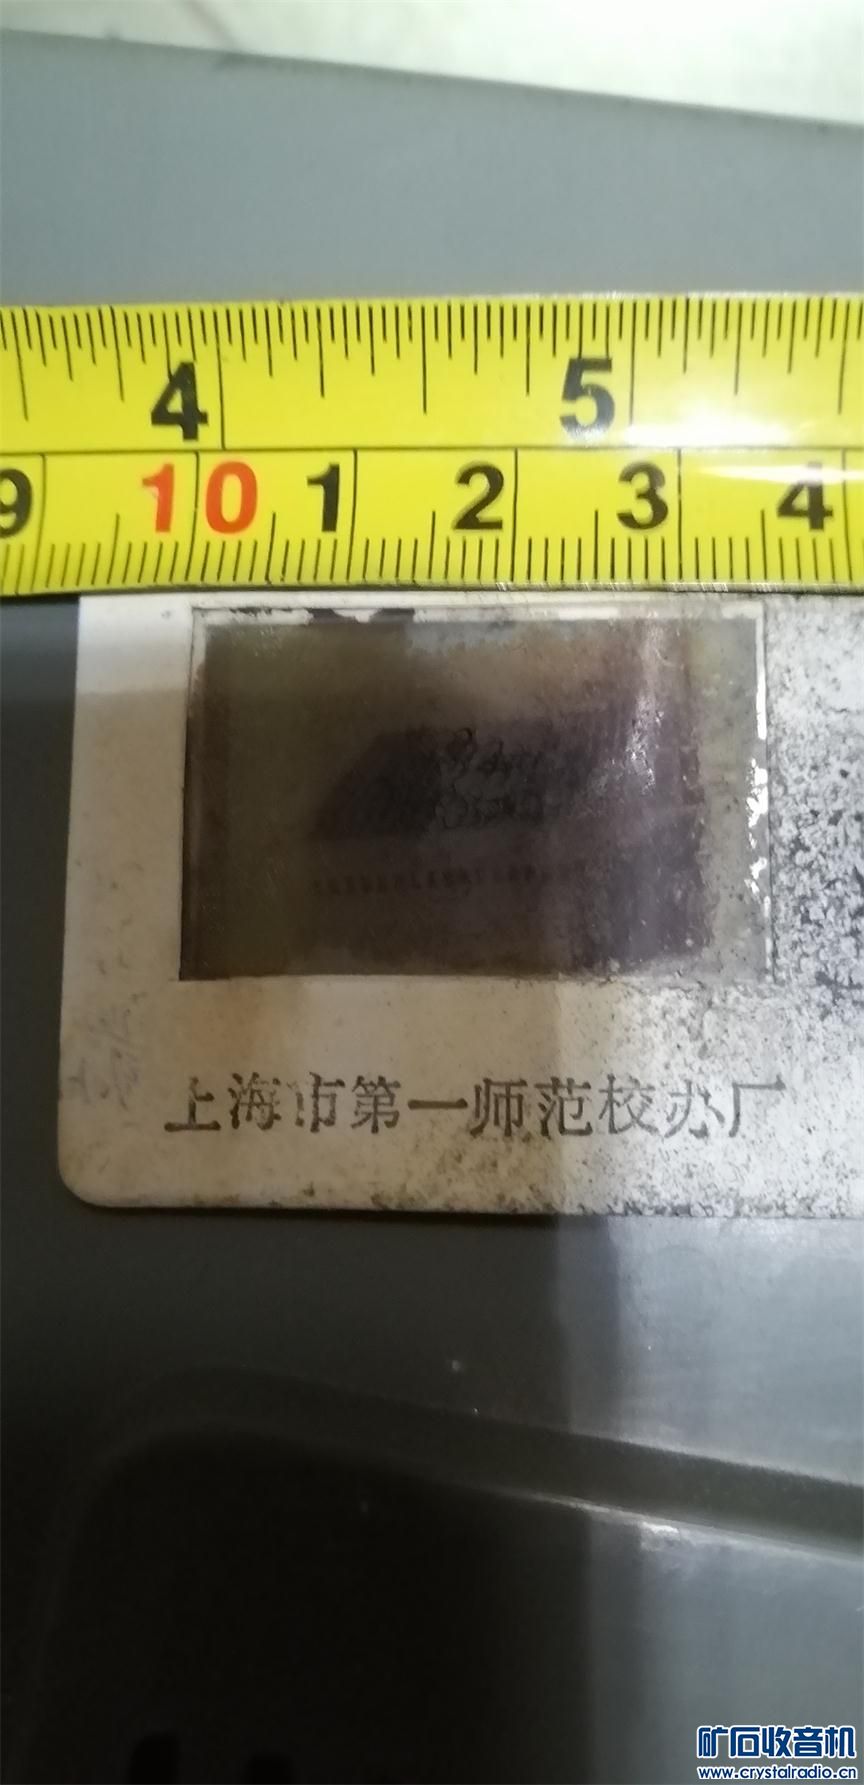 4 5
9 10 1 2 3 4
上海市第一师范校办厂
矿石收音机
www.crystalradio.cn